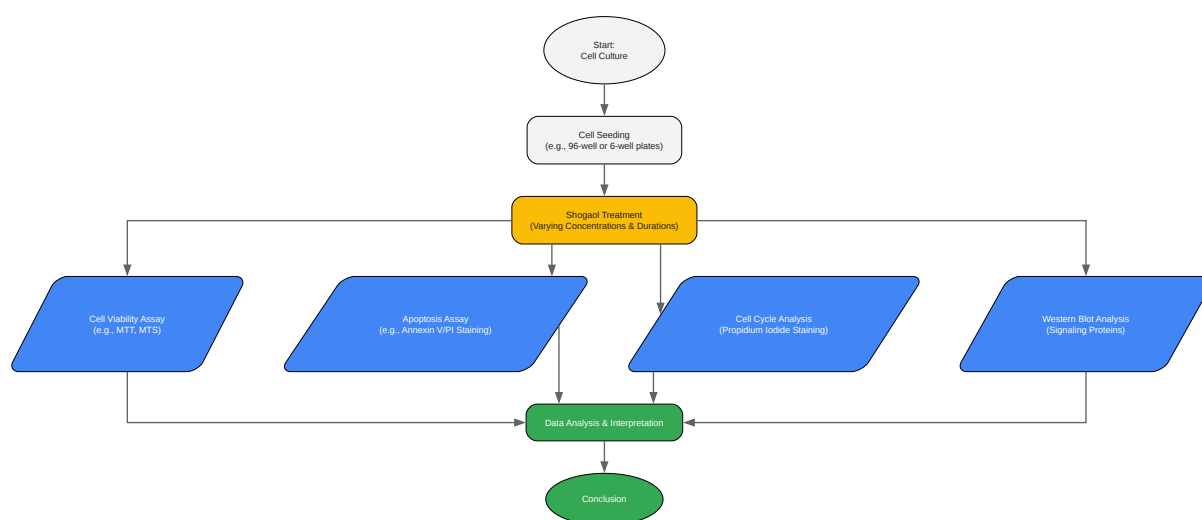 Start:
Cell Culture
Cell Seeding
(e.g., 96-well or 6-well plates)
Shogaol Treatment
(Varying Concentrations & Durations)
Cell Viability Assay
(e.g., MTT, MTS)
Apoptosis Assay
(e.g., Annexin V/PI Staining)
Cell Cycle Analysis
(Propidium Iodide Staining)
Western Blot Analysis
(Signaling Proteins)
Data Analysis & Interpretation
Conclusion